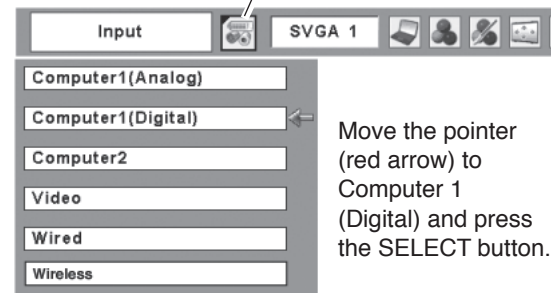 Input
SVGA 1
Computer1(Analog)
Computer1(Digital)
Computer2
Video
Wired
Wireless
Move the pointer
(red arrow) to
Computer 1
(Digital) and press
the SELECT button.